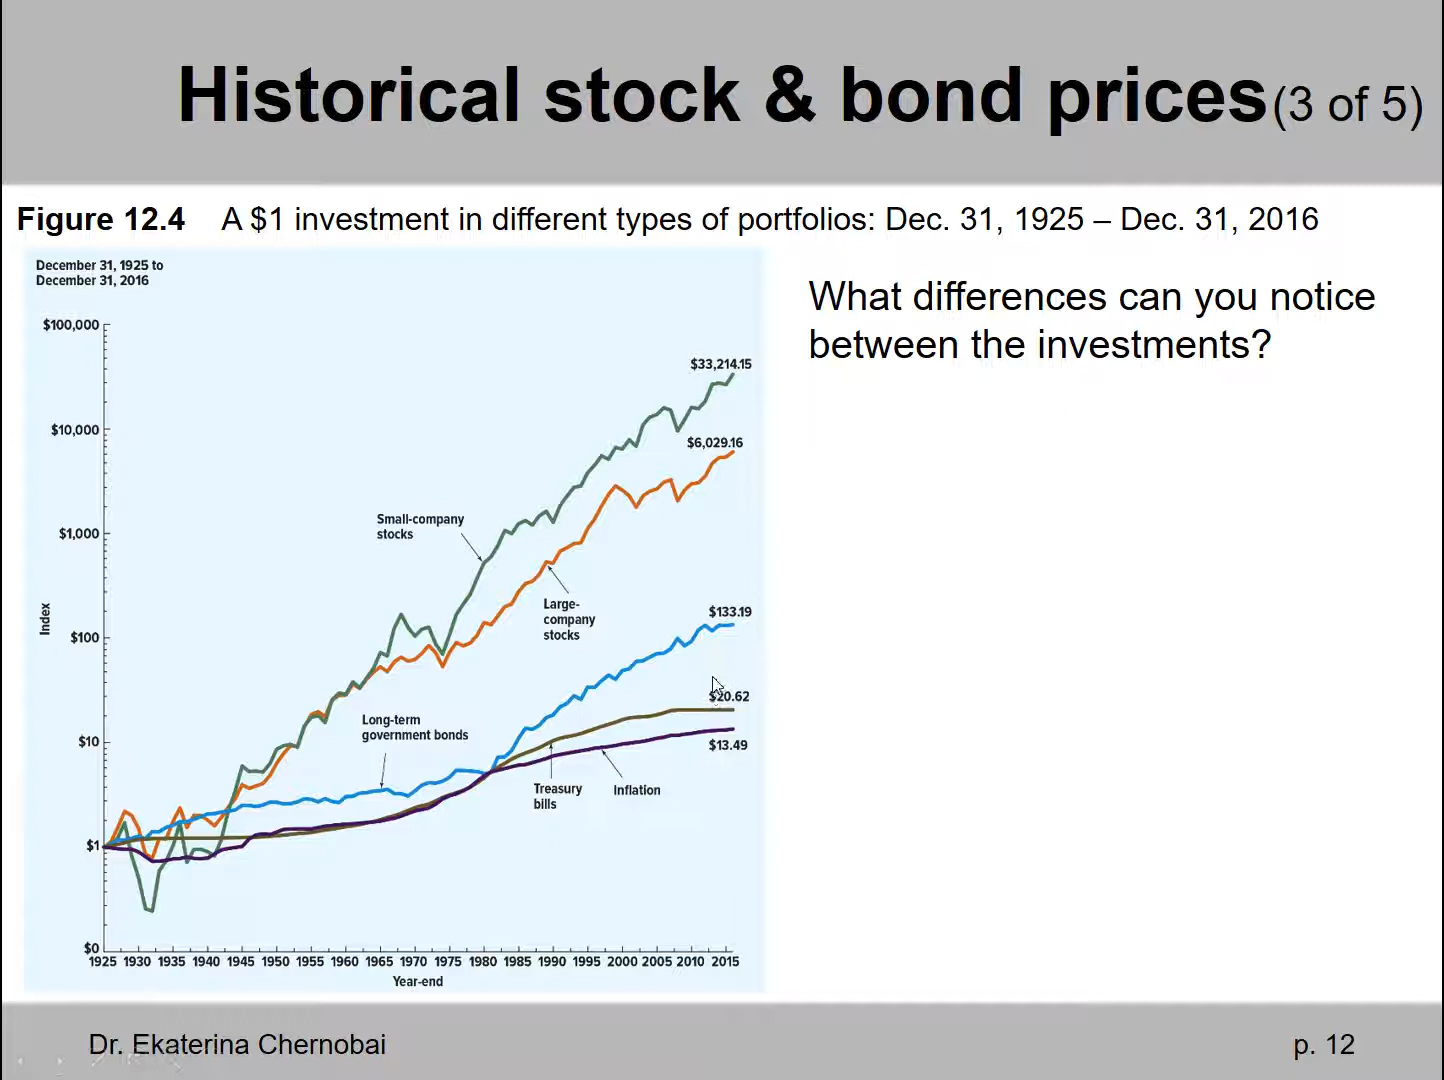 Historical stock & bond prices (3 of 5)
Figure 12.4 A $1 investment in different types of portfolios: Dec. 31, 1925 – Dec. 31, 2016
December 31, 1925 to
December 31, 2016
What differences can you notice
between the investments?
$100,000
$33,214.15
$10,000
$6,029.16
Small-company
stocks
$1,000
Large-
company
stocks
Index
$133.19
$100
$20.62
Long-term
government bonds
$10
$13.49
Treasury
bills
Inflation
$1
$0
1925 1930 1935 1940 1945 1950 1955 1960 1965 1970 1975 1980 1985 1990 1995 2000 2005 2010 2015
Year-end
Dr. Ekaterina Chernobai
p. 12